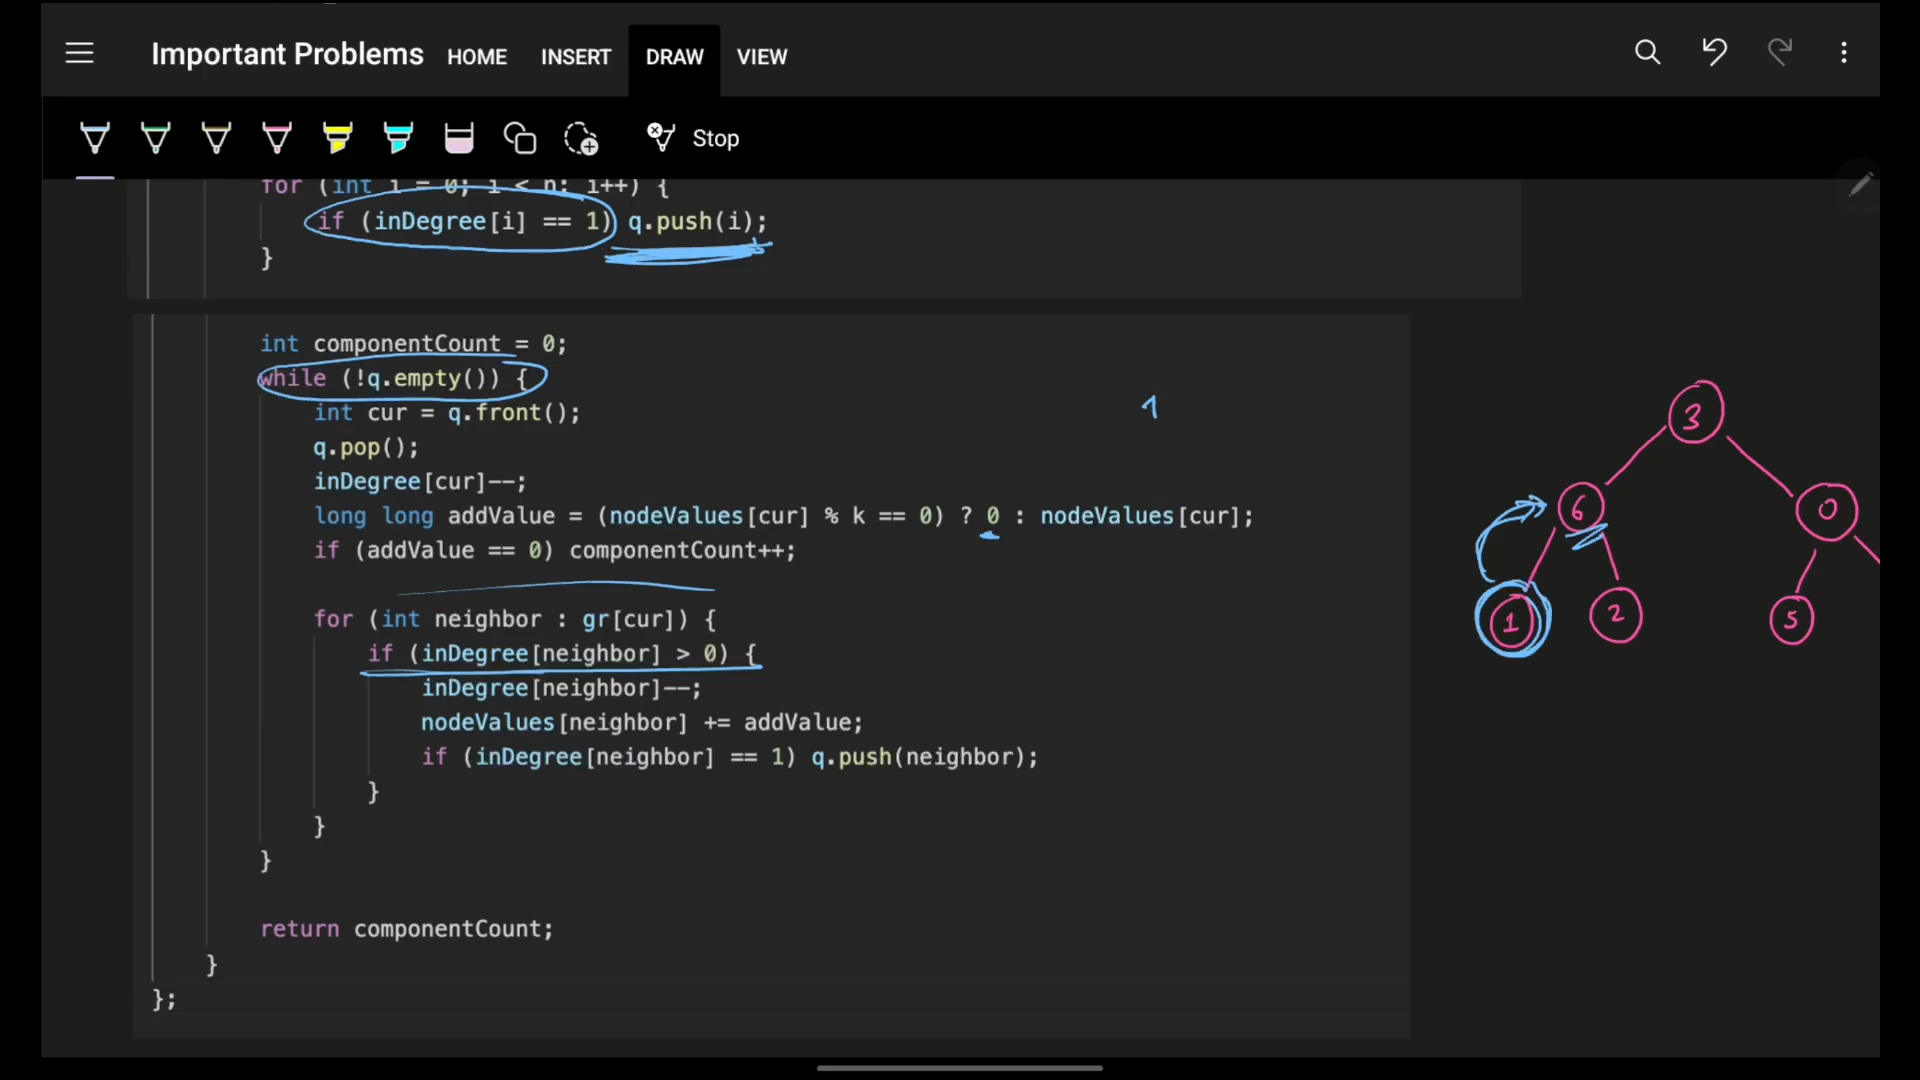 Important Problems HOME INSERT DRAW VIEW
Stop
for (int i = 0; i < n; i++) {
if (inDegree[i] == 1) q.push(i);
}
int componentCount = 0;
while (!q.empty()) {
int cur = q.front();
q.pop();
inDegree[cur]--;
long long addValue = (nodeValues[cur] % k == 0) ? 0 : nodeValues[cur];
if (addValue == 0) componentCount++;
for (int neighbor : gr[cur]) {
if (inDegree[neighbor] > 0) {
inDegree[neighbor]--;
nodeValues[neighbor] += addValue;
if (inDegree[neighbor] == 1) q.push(neighbor);
}
}
}
return componentCount;
}
};
1
3
6 0
1 2 5